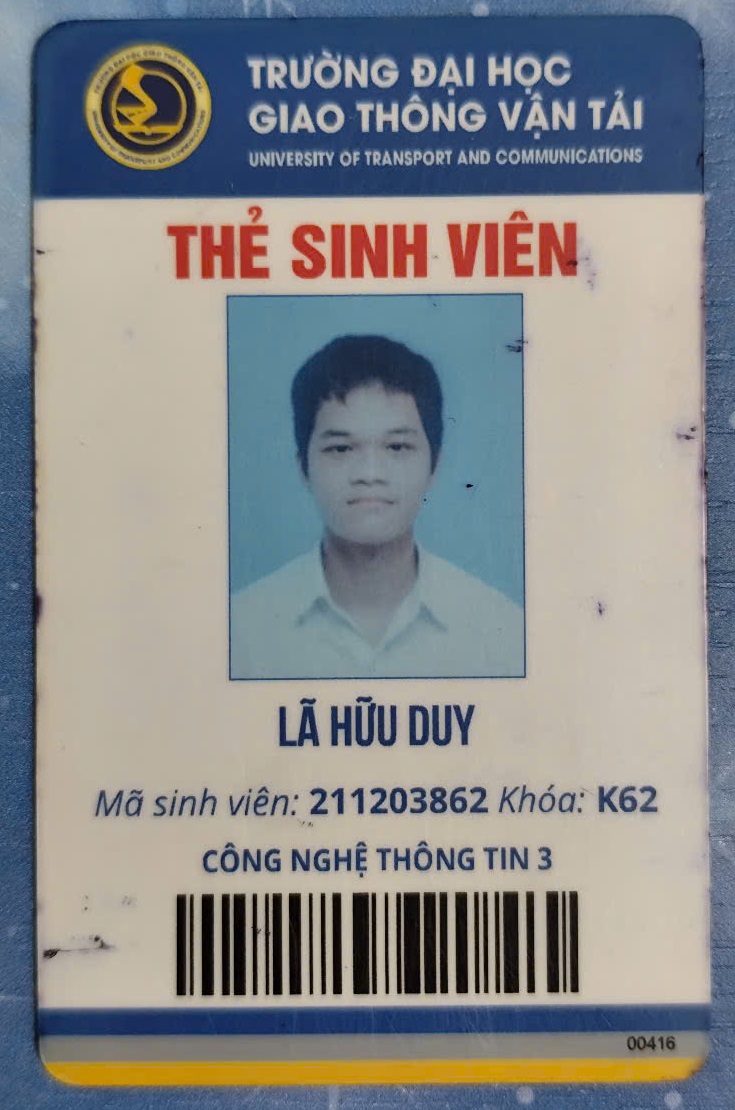 TRƯỜNG ĐẠI HỌC
GIAO THÔNG VẬN TẢI
UNIVERSITY OF TRANSPORT AND COMMUNICATIONS
THẺ SINH VIÊN
LÃ HỮU DUY
Mã sinh viên: 211203862 Khóa: K62
CÔNG NGHỆ THÔNG TIN 3
00416